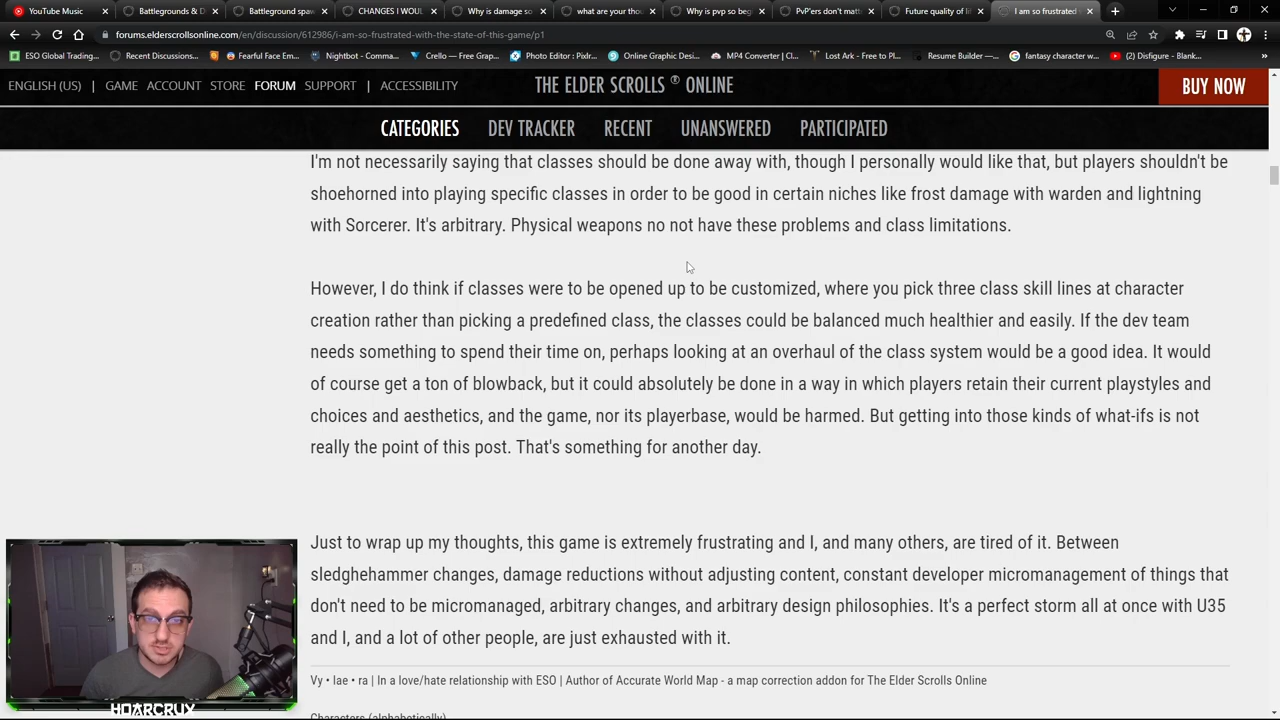 YouTube Music
Battlegrounds & D
Battleground spaw
CHANGES I WOUL
Why is damage so
what are your thou
Why is pvp so beg
PvP'ers don't matt
Future quality of l
I am so frustrated
forums.elderscrollsonline.com/en/discussion/612986/i-am-so-frustrated-with-the-state-of-this-game/p1
ESO Global Trading...
Recent Discussions...
Fearful Face Em...
Nightbot - Comma...
Crello — Free Grap...
Photo Editor : Pixlr...
Online Graphic Desi...
MP4 Converter | Cl...
Lost Ark - Free to Pl...
Resume Builder —...
fantasy character w...
(2) Disfigure - Blank...
ENGLISH (US) | GAME ACCOUNT STORE FORUM SUPPORT | ACCESSIBILITY
THE ELDER SCROLLS ® ONLINE
BUY NOW
CATEGORIES DEV TRACKER RECENT UNANSWERED PARTICIPATED
I'm not necessarily saying that classes should be done away with, though I personally would like that, but players shouldn't be
shoehorned into playing specific classes in order to be good in certain niches like frost damage with warden and lightning
with Sorcerer. It's arbitrary. Physical weapons no not have these problems and class limitations.
However, I do think if classes were to be opened up to be customized, where you pick three class skill lines at character
creation rather than picking a predefined class, the classes could be balanced much healthier and easily. If the dev team
needs something to spend their time on, perhaps looking at an overhaul of the class system would be a good idea. It would
of course get a ton of blowback, but it could absolutely be done in a way in which players retain their current playstyles and
choices and aesthetics, and the game, nor its playerbase, would be harmed. But getting into those kinds of what-ifs is not
really the point of this post. That's something for another day.
Just to wrap up my thoughts, this game is extremely frustrating and I, and many others, are tired of it. Between
sledghehammer changes, damage reductions without adjusting content, constant developer micromanagement of things that
don't need to be micromanaged, arbitrary changes, and arbitrary design philosophies. It's a perfect storm all at once with U35
and I, and a lot of other people, are just exhausted with it.
Vy • lae • ra | In a love/hate relationship with ESO | Author of Accurate World Map - a map correction addon for The Elder Scrolls Online
Characters (alphabetically)
HOARCRUX